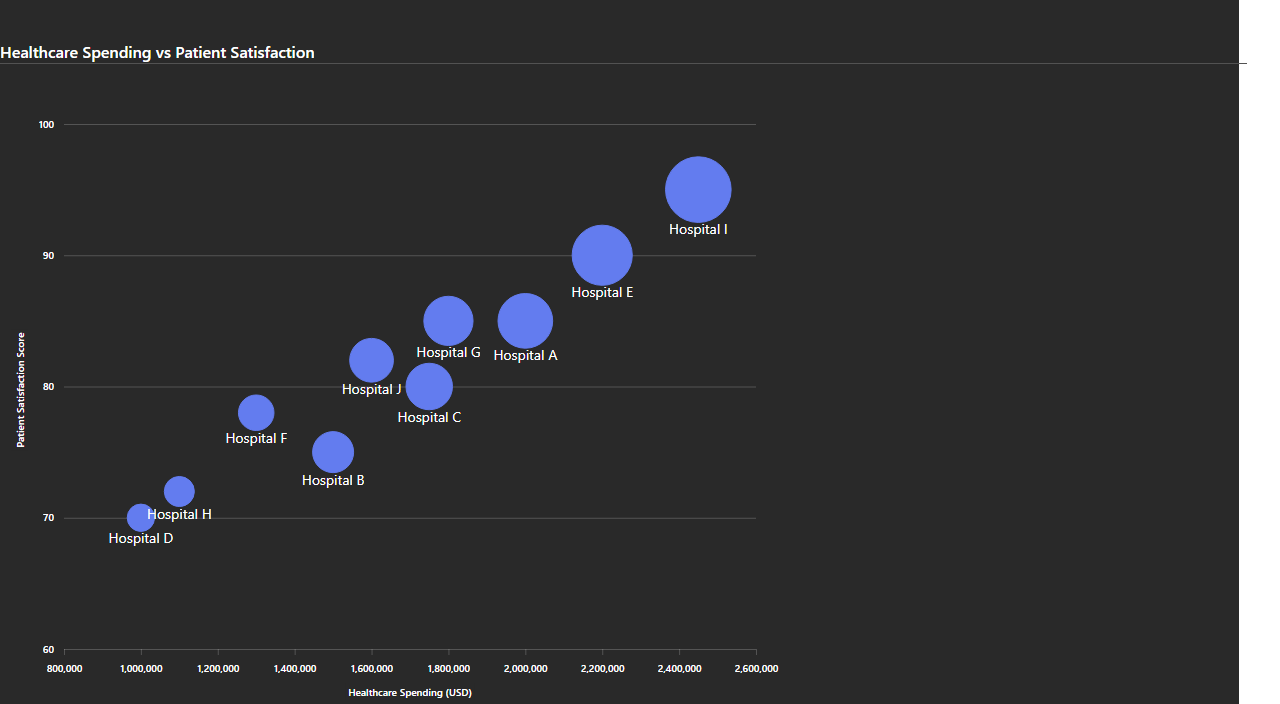 Healthcare Spending vs Patient Satisfaction
100
90
80
70
60
Patient Satisfaction Score
Hospital I
Hospital E
Hospital G
Hospital A
Hospital J
Hospital C
Hospital F
Hospital B
Hospital H
Hospital D
800,000
1,000,000
1,200,000
1,400,000
1,600,000
1,800,000
2,000,000
2,200,000
2,400,000
2,600,000
Healthcare Spending (USD)